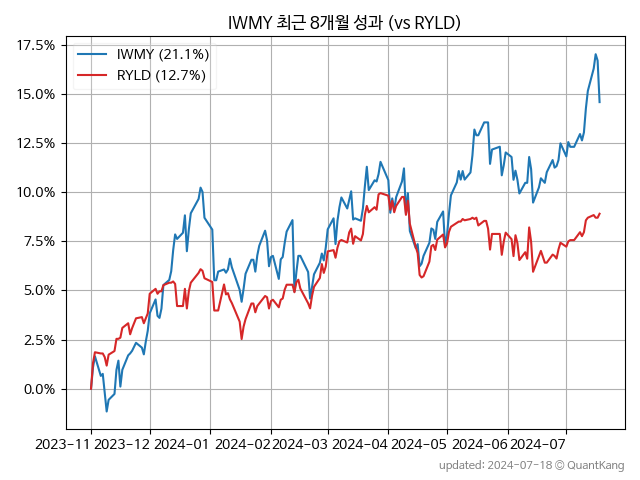 IWMY 최근 8개월 성과 (vs RYLD)
IWMY (21.1%)
RYLD (12.7%)
17.5%
15.0%
12.5%
10.0%
7.5%
5.0%
2.5%
0.0%
2023-11 2023-12 2024-01 2024-02 2024-03 2024-04 2024-05 2024-06 2024-07
updated: 2024-07-18 © QuantKang